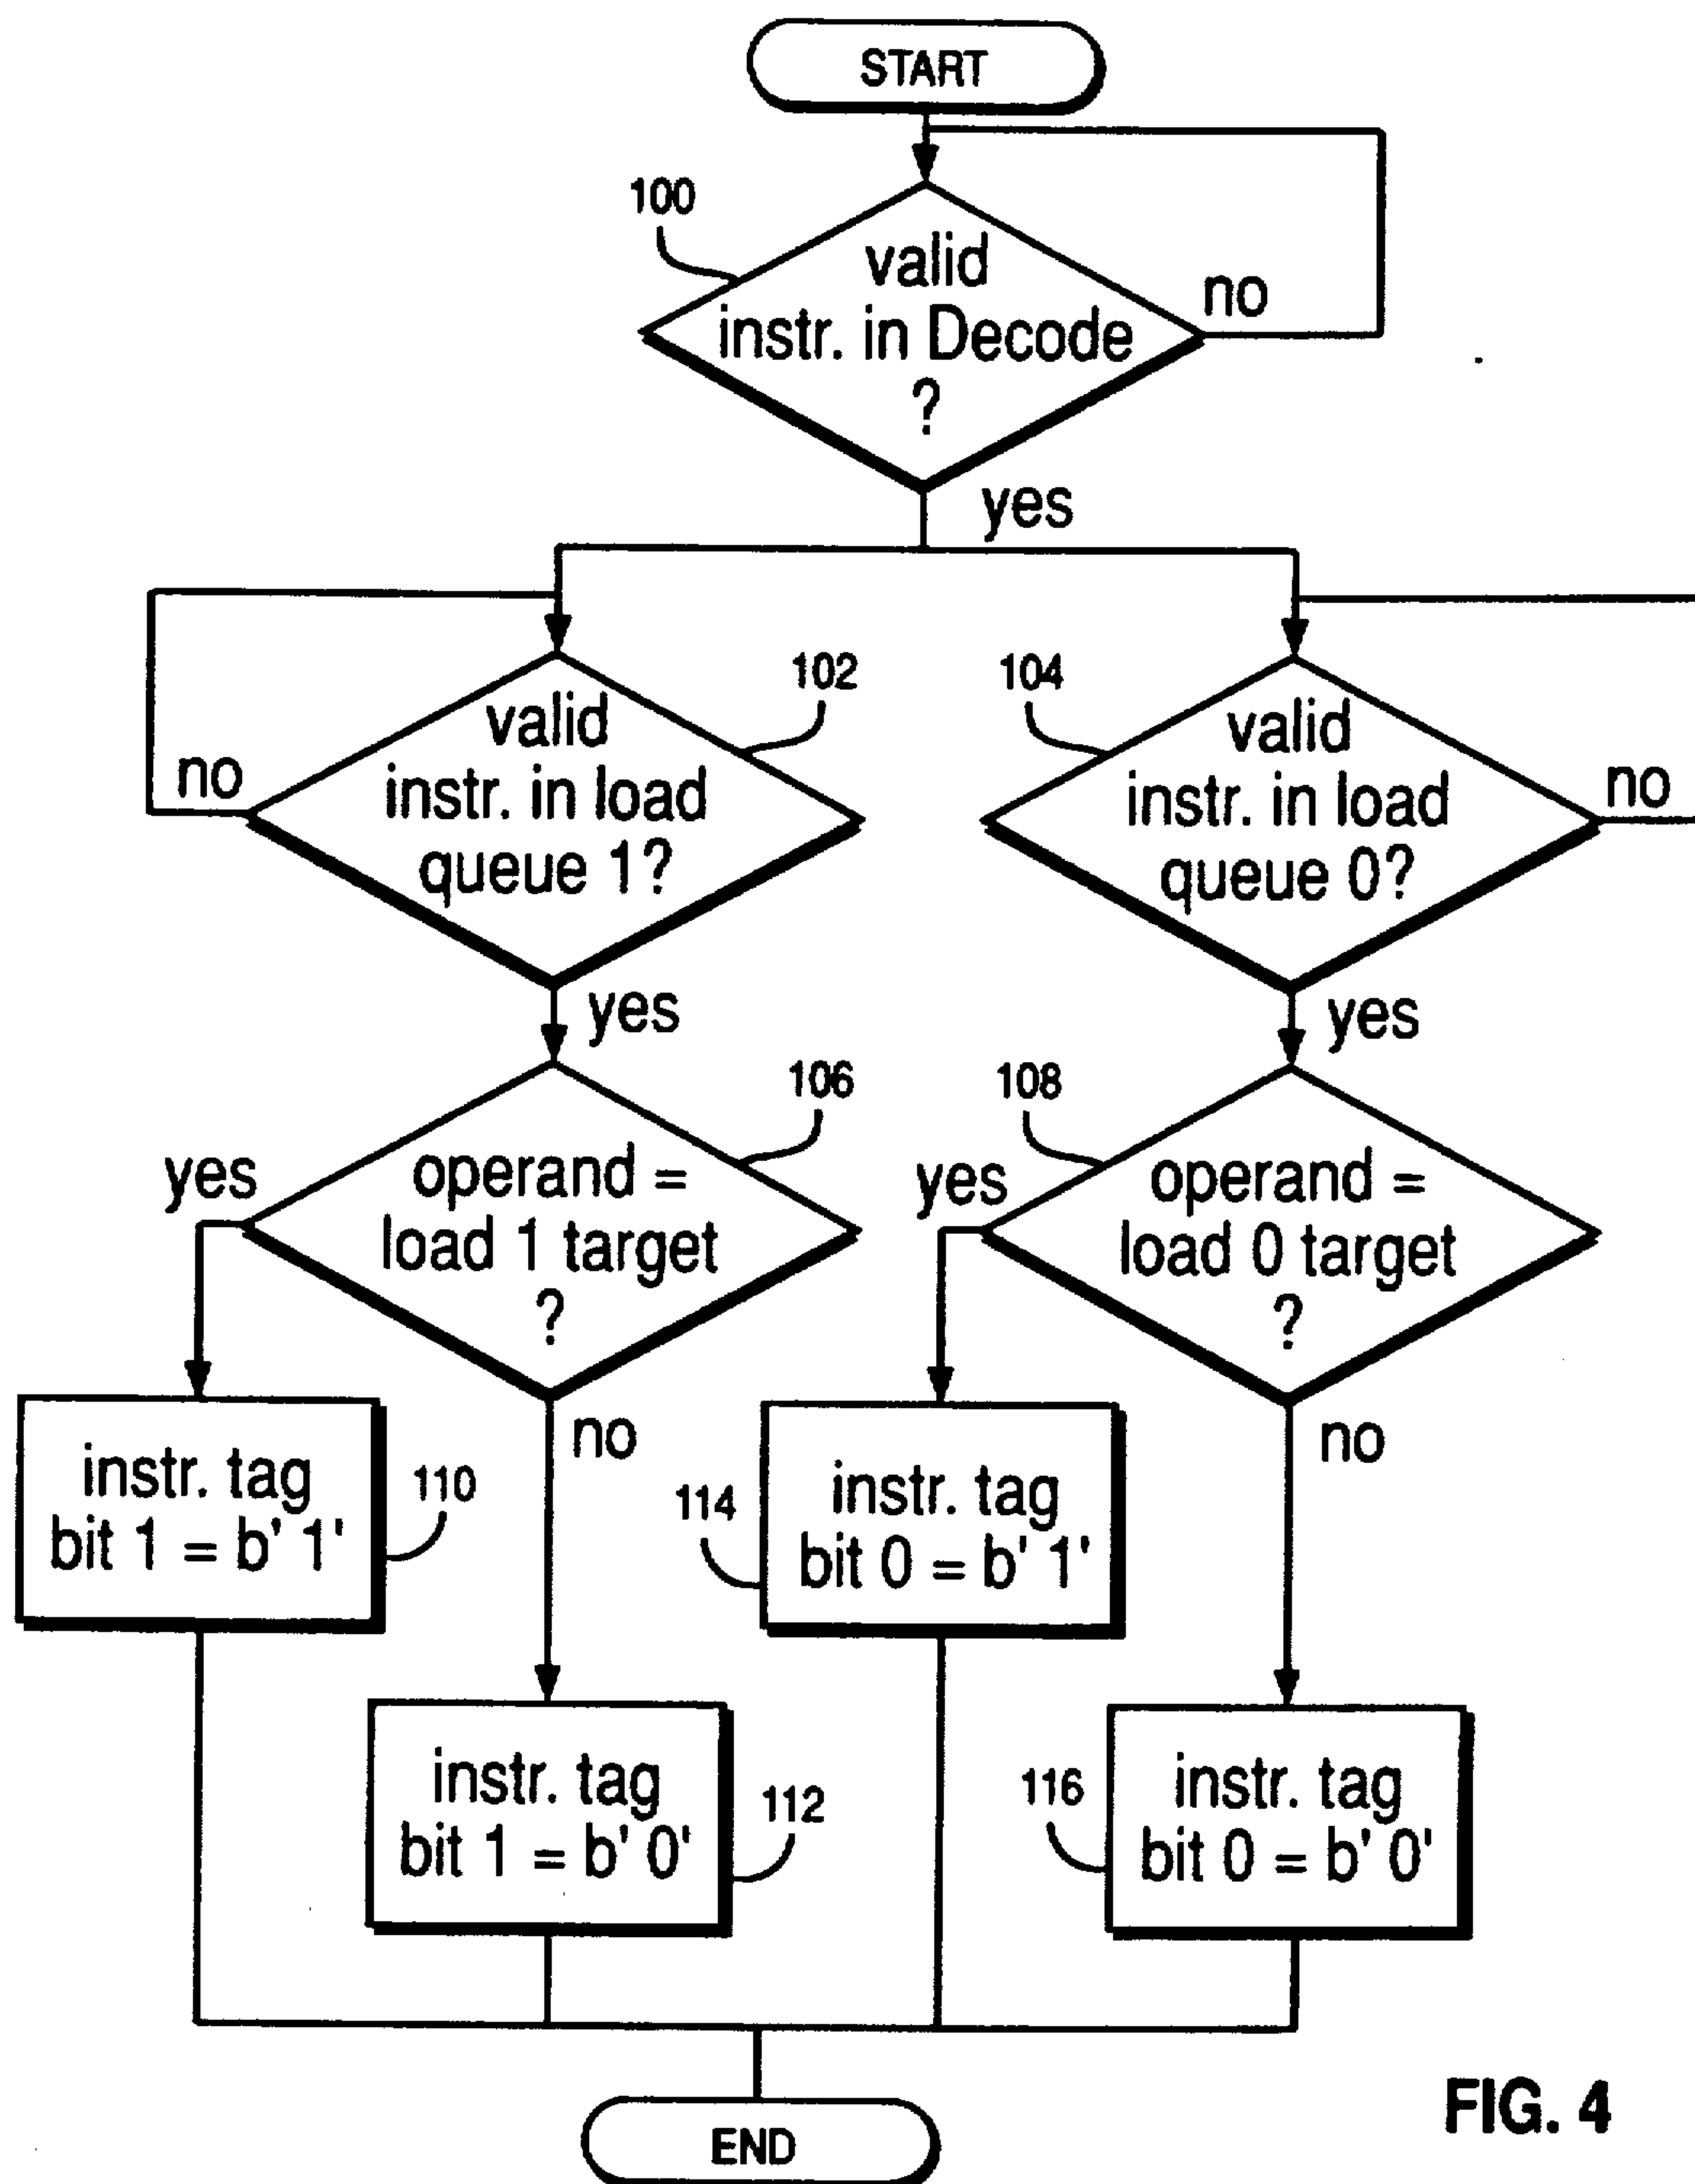 START
100
valid
instr. in Decode
?
no
yes
102
valid
instr. in load
queue 1?
no
yes
104
valid
instr. in load
queue 0?
no
yes
106
operand =
load 1 target
?
yes
no
108
operand =
load 0 target
?
yes
no
instr. tag
bit 1 = b' 1'
110
instr. tag
bit 0 = b' 1'
114
instr. tag
bit 1 = b' 0'
112
instr. tag
bit 0 = b' 0'
116
END
FIG. 4